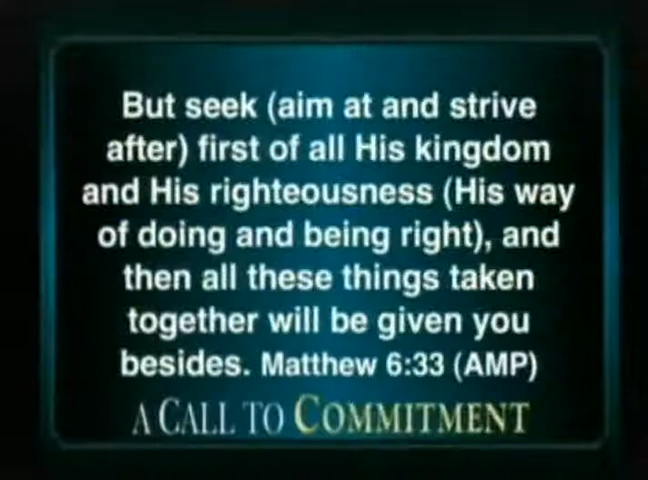 But seek (aim at and strive
after) first of all His kingdom
and His righteousness (His way
of doing and being right), and
then all these things taken
together will be given you
besides. Matthew 6:33 (AMP)
A CALL TO COMMITMENT